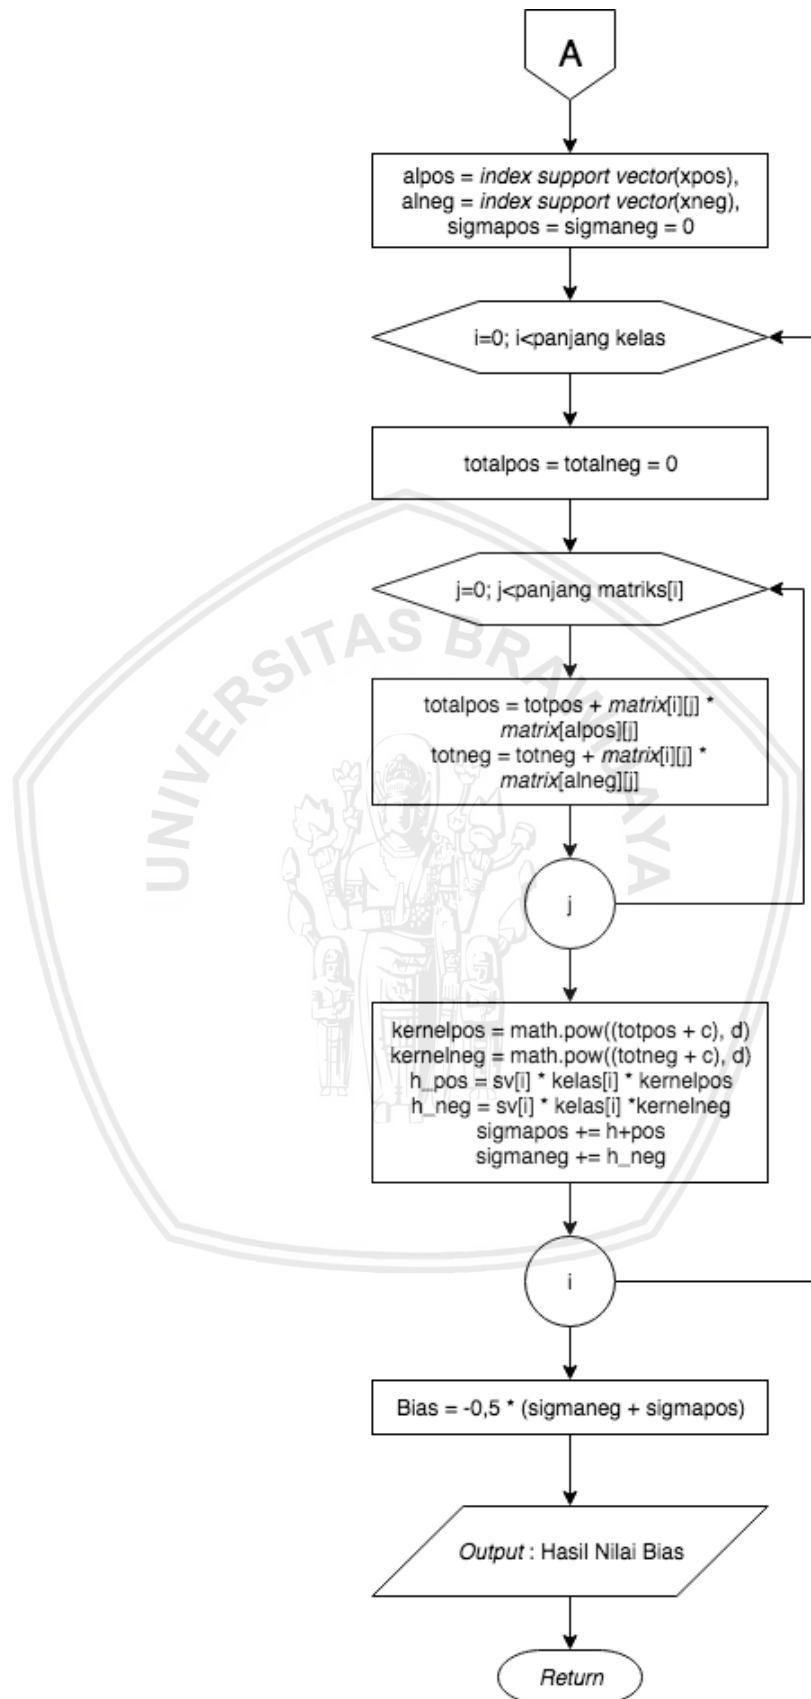 A
alpos = index support vector(xpos),
alneg = index support vector(xneg),
sigmapos = sigmaneg = 0
i=0; i<panjang kelas
totalpos = totalneg = 0
j=0; j<panjang matriks[i]
totalpos = totpos + matrix[i][j] *
matrix[alpos][j]
totneg = totneg + matrix[i][j] *
matrix[alneg][j]
j
kernelpos = math.pow((totpos + c), d)
kernelneg = math.pow((totneg + c), d)
h_pos = sv[i] * kelas[i] * kernelpos
h_neg = sv[i] * kelas[i] *kernelneg
sigmapos += h+pos
sigmaneg += h_neg
i
Bias = -0,5 * (sigmaneg + sigmapos)
Output : Hasil Nilai Bias
Return
UNIVERSITAS BRAWIJAYA